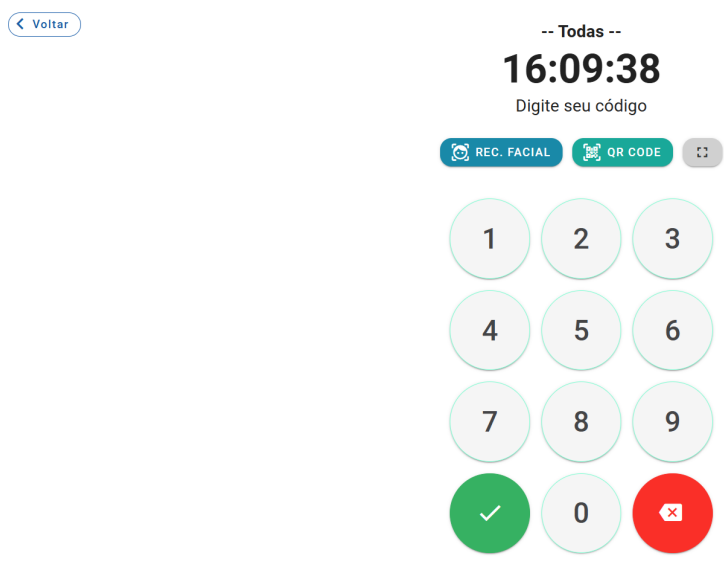 Voltar
-- Todas --
16:09:38
Digite seu código
REC. FACIAL
QR CODE
1
2
3
4
5
6
7
8
9
0